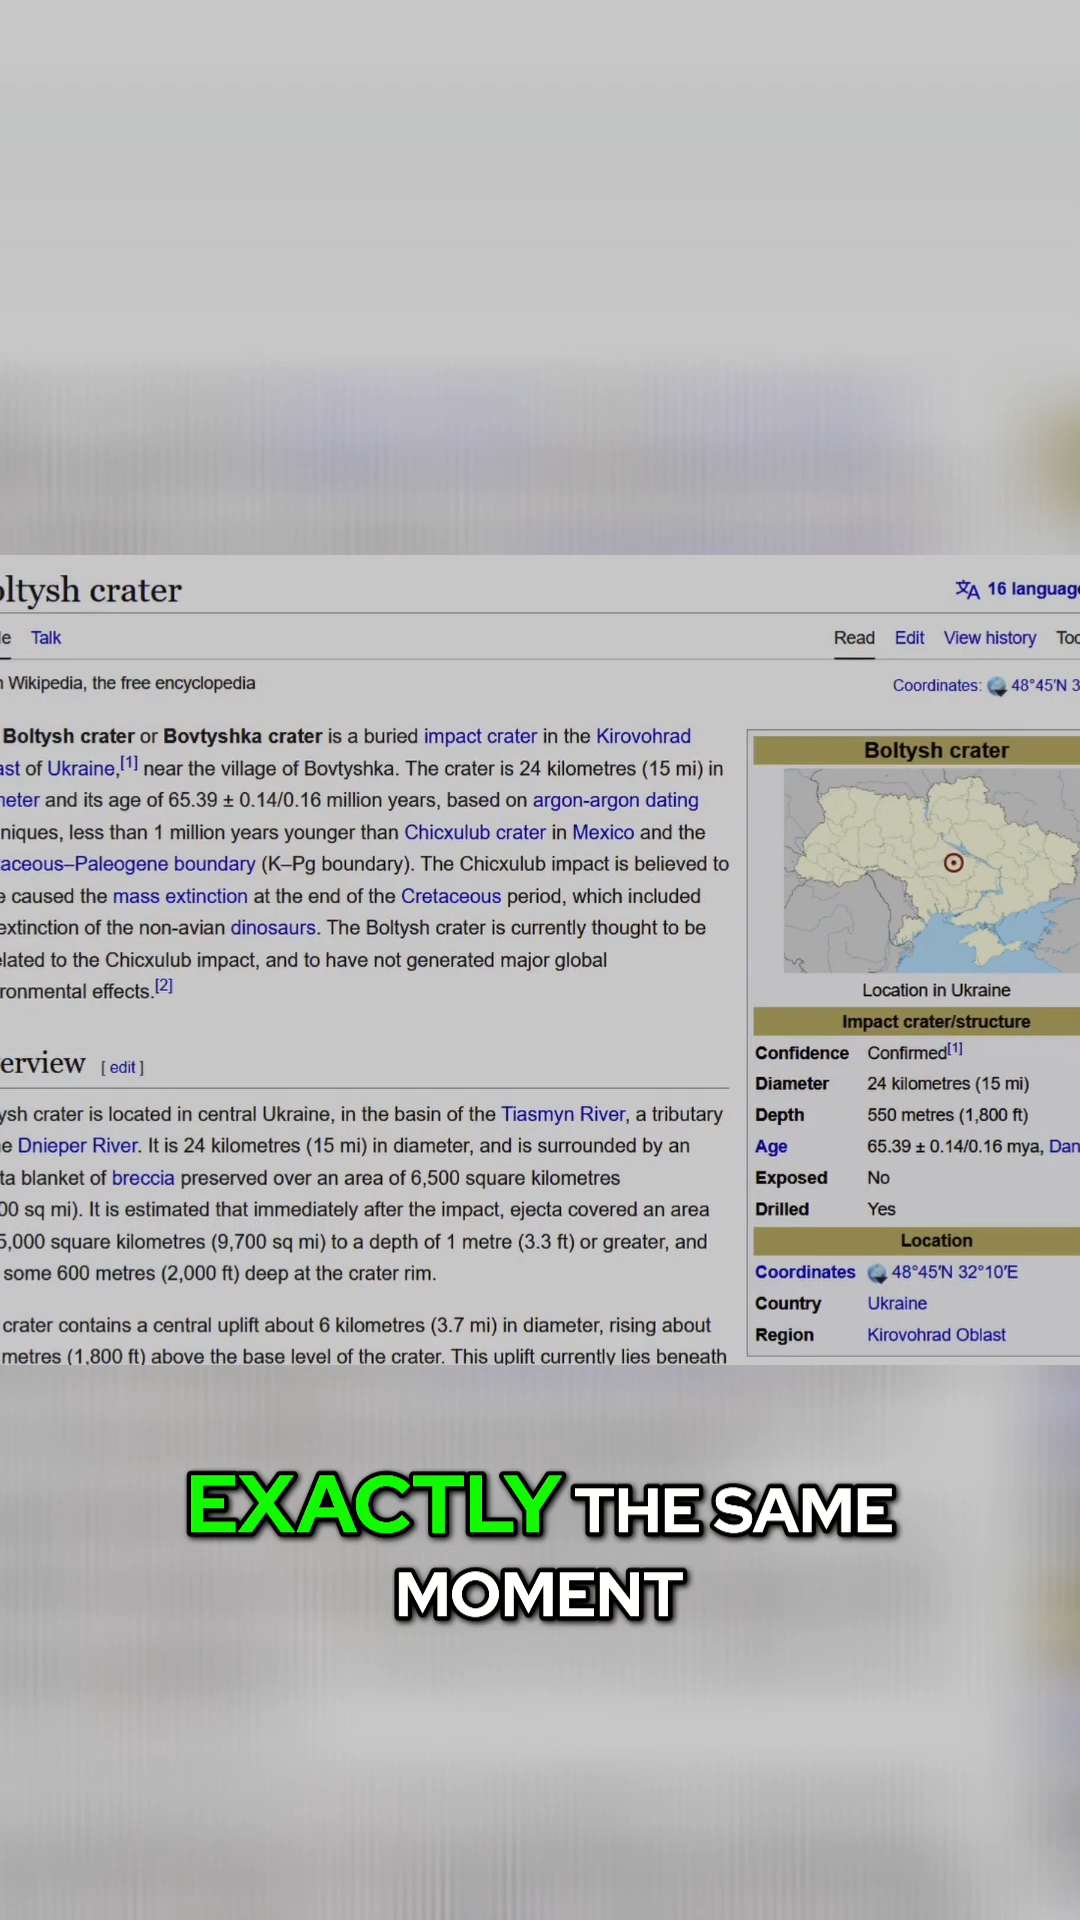 ltysh crater
16 languag
Talk
Read Edit View history Too
Wikipedia, the free encyclopedia
Coordinates: 48°45′N 3
Boltysh crater or Bovtyshka crater is a buried impact crater in the Kirovohrad
ast of Ukraine,[1] near the village of Bovtyshka. The crater is 24 kilometres (15 mi) in
meter and its age of 65.39 ± 0.14/0.16 million years, based on argon-argon dating
niques, less than 1 million years younger than Chicxulub crater in Mexico and the
taceous–Paleogene boundary (K–Pg boundary). The Chicxulub impact is believed to
e caused the mass extinction at the end of the Cretaceous period, which included
extinction of the non-avian dinosaurs. The Boltysh crater is currently thought to be
elated to the Chicxulub impact, and to have not generated major global
ronmental effects.[2]
Boltysh crater
Location in Ukraine
Impact crater/structure
Confidence Confirmed[1]
Diameter 24 kilometres (15 mi)
Depth 550 metres (1,800 ft)
Age 65.39 ± 0.14/0.16 mya, Dan
Exposed No
Drilled Yes
Location
Coordinates 48°45′N 32°10′E
Country Ukraine
Region Kirovohrad Oblast
erview [ edit ]
ysh crater is located in central Ukraine, in the basin of the Tiasmyn River, a tributary
e Dnieper River. It is 24 kilometres (15 mi) in diameter, and is surrounded by an
ta blanket of breccia preserved over an area of 6,500 square kilometres
00 sq mi). It is estimated that immediately after the impact, ejecta covered an area
5,000 square kilometres (9,700 sq mi) to a depth of 1 metre (3.3 ft) or greater, and
some 600 metres (2,000 ft) deep at the crater rim.
crater contains a central uplift about 6 kilometres (3.7 mi) in diameter, rising about
metres (1,800 ft) above the base level of the crater. This uplift currently lies beneath
EXACTLY THE SAME
MOMENT